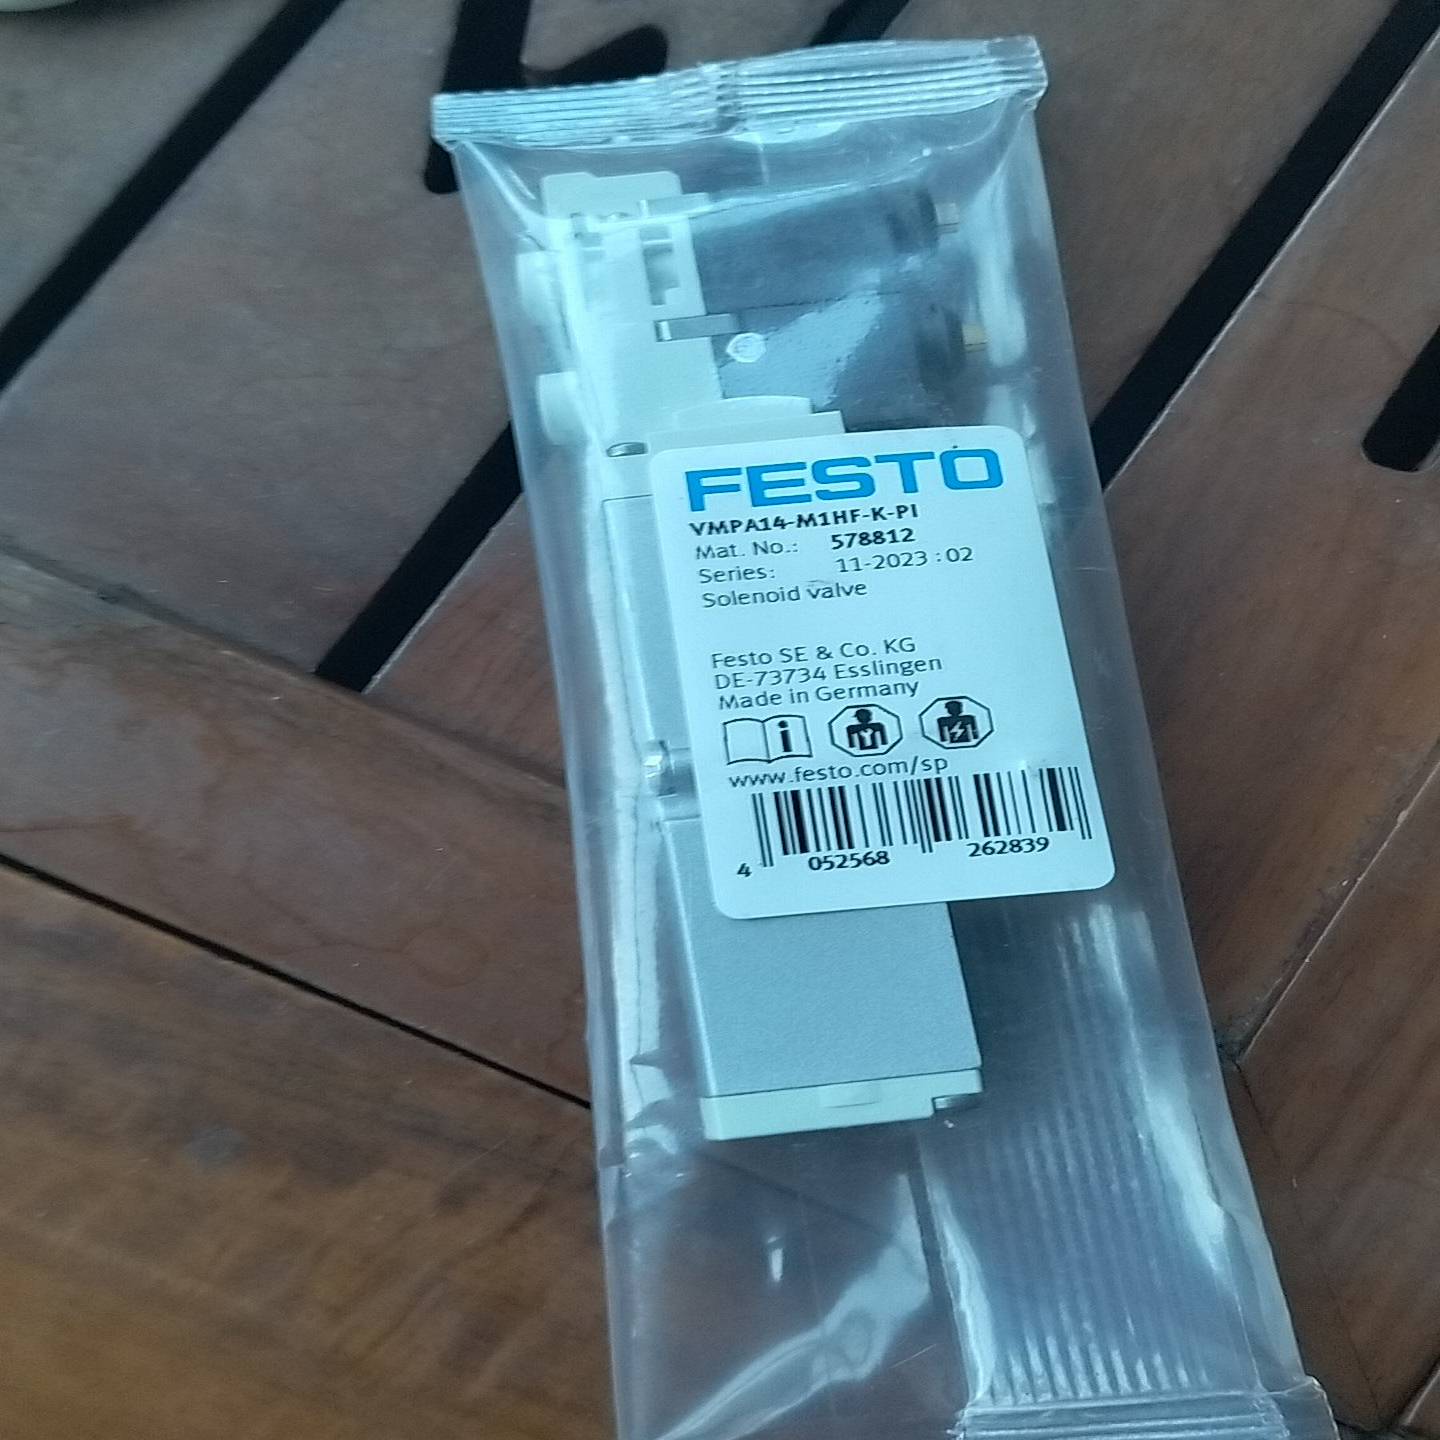 FESTO
VMPA14-M1HF-K-PI
Mat. No.: 578812
Series: 11-2023 : 02
Solenoid valve
Festo SE & Co. KG
DE-73734 Esslingen
Made in Germany
www.festo.com/sp
4 052568 262839